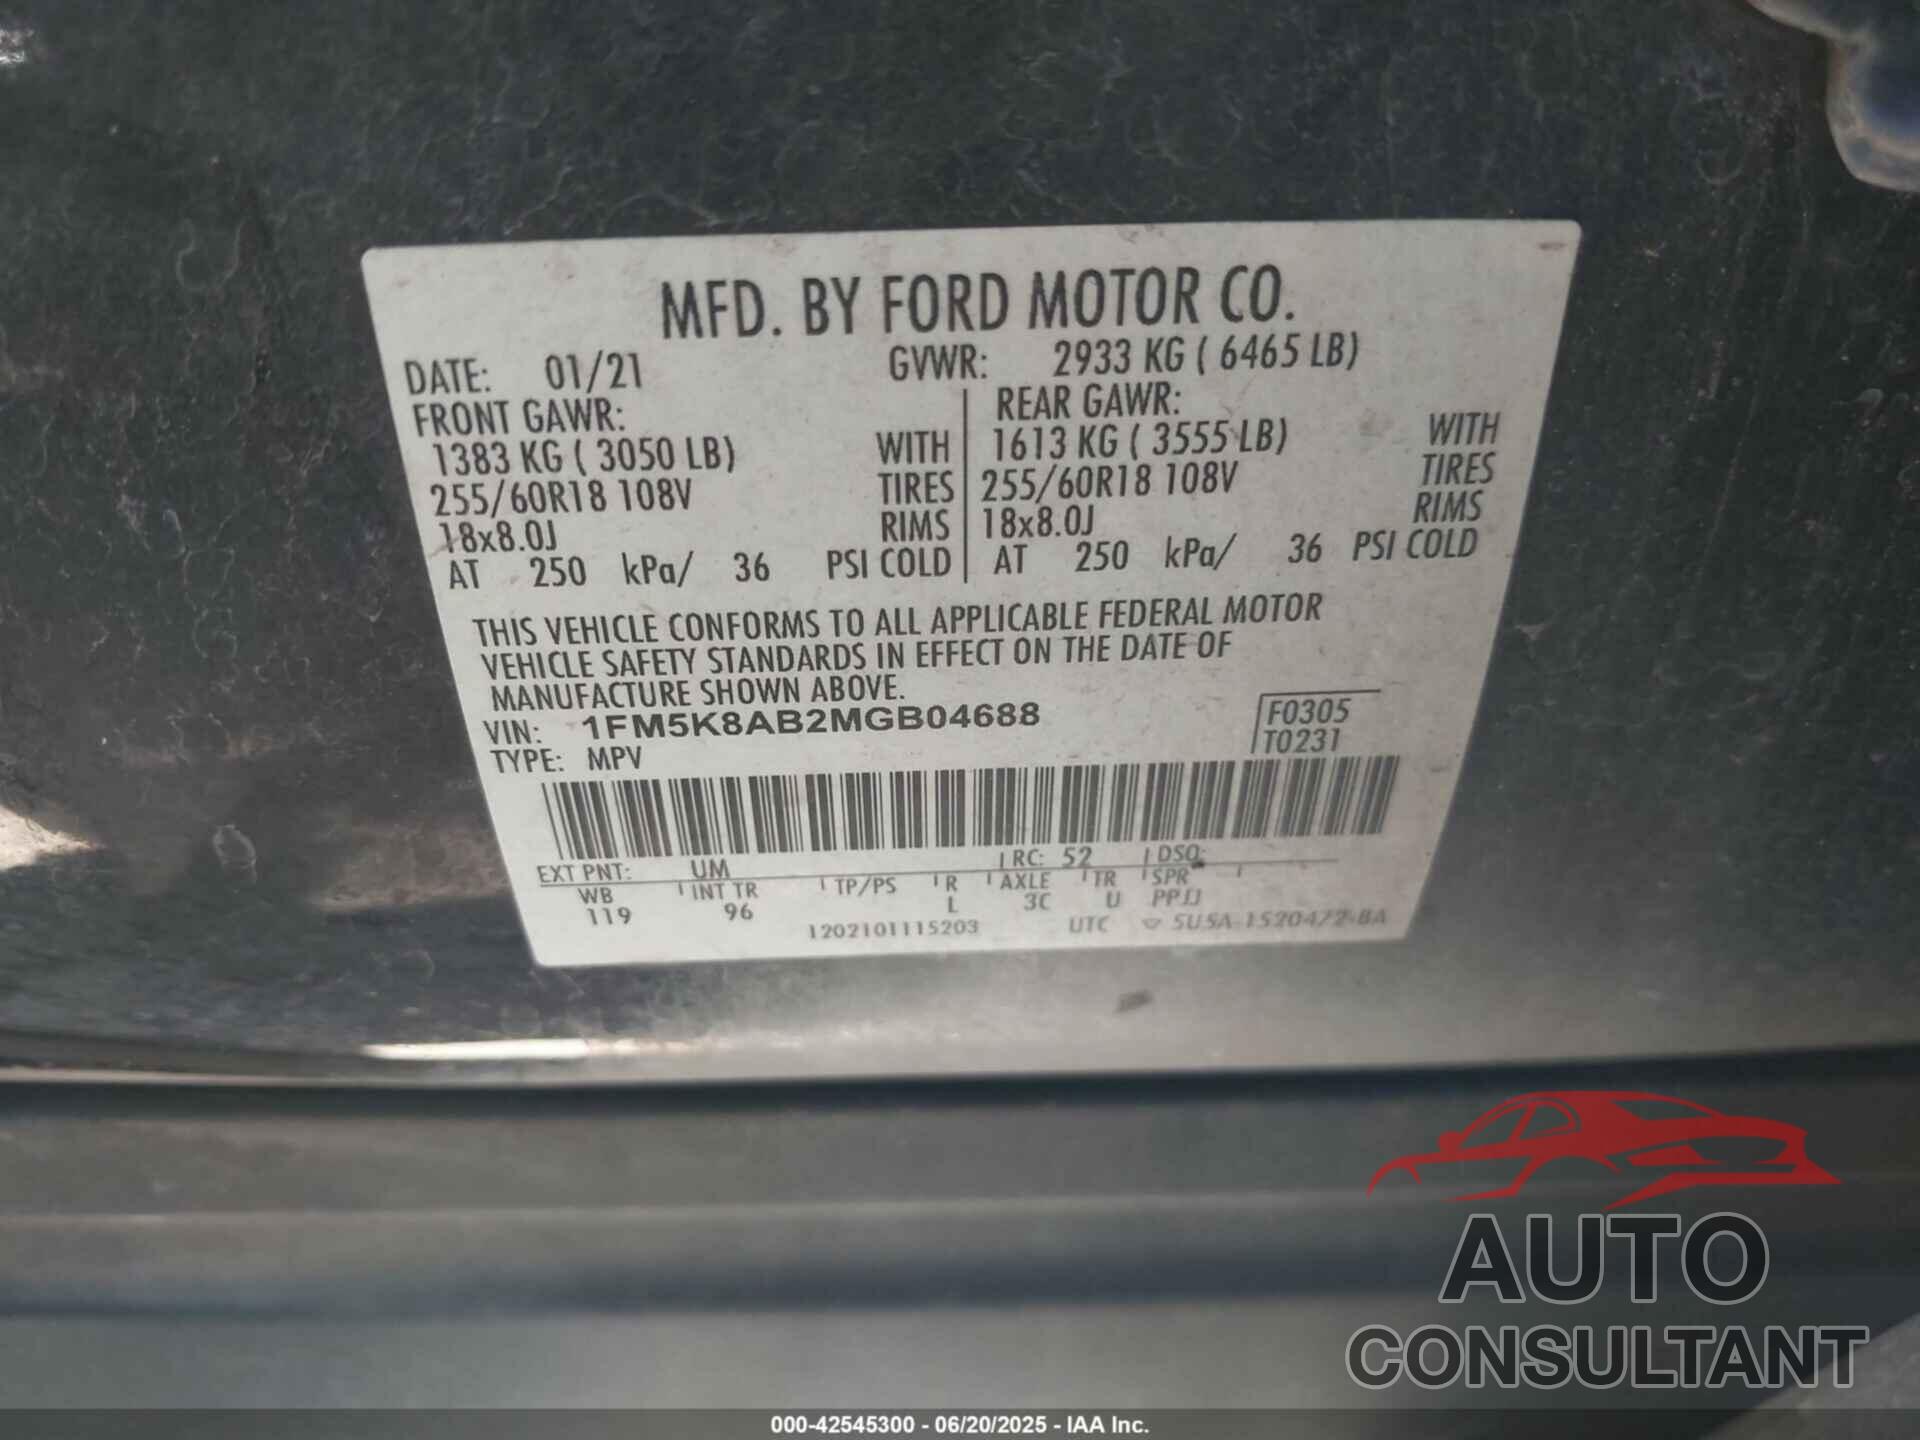 MFD. BY FORD MOTOR CO.
DATE: 01/21 GVWR: 2933 KG ( 6465 LB)
FRONT GAWR: REAR GAWR:
1383 KG ( 3050 LB) WITH 1613 KG ( 3555 LB) WITH
255/60R18 108V TIRES 255/60R18 108V TIRES
18x8.0J RIMS 18x8.0J RIMS
AT 250 kPa/ 36 PSI COLD AT 250 kPa/ 36 PSI COLD
THIS VEHICLE CONFORMS TO ALL APPLICABLE FEDERAL MOTOR
VEHICLE SAFETY STANDARDS IN EFFECT ON THE DATE OF
MANUFACTURE SHOWN ABOVE.
VIN: 1FM5K8AB2MGB04688 F0305
TYPE: MPV T0231
EXT PNT: UM RC: 52 DSO:
WB INT TR TP/PS R AXLE TR SPR
119 96 L 3C U PPJJ
1202101115203 UTC 5U5A-1520472-BA
AUTO
CONSULTANT
000-42545300 - 06/20/2025 - IAA Inc.